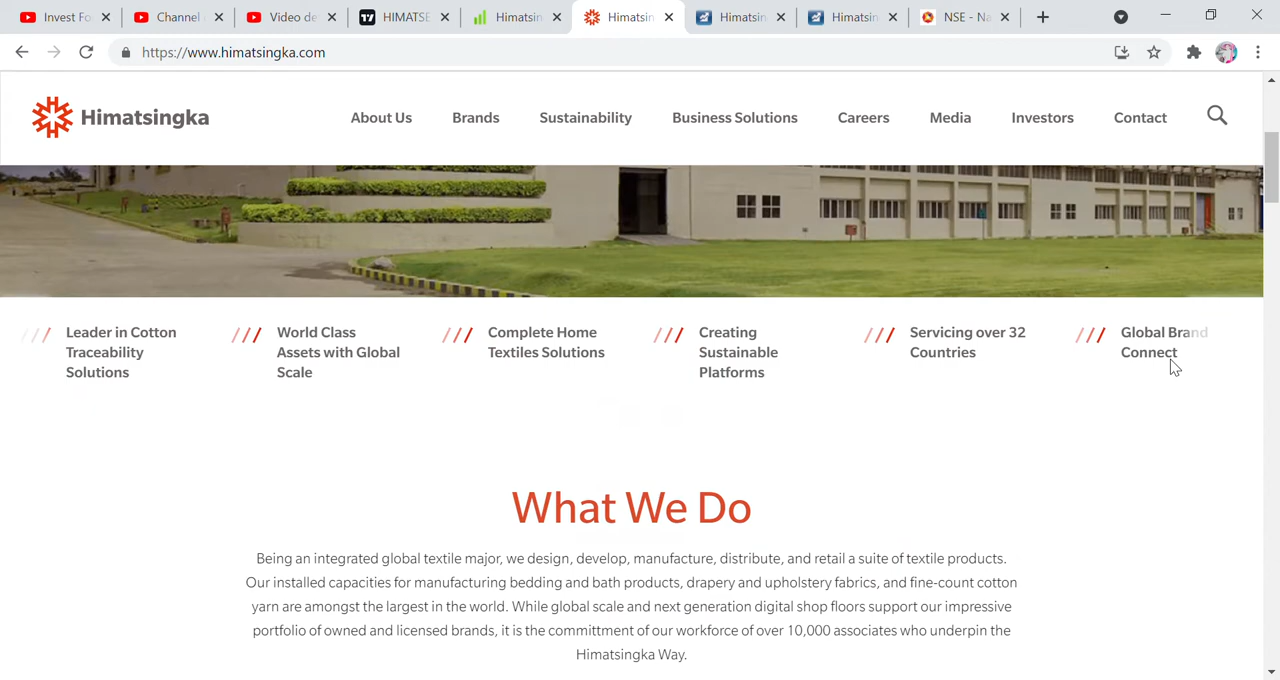 Invest Fo
Channel
Video de
HIMATSE
Himatsin
Himatsin
Himatsin
Himatsin
NSE - Na
https://www.himatsingka.com
Himatsingka
About Us
Brands
Sustainability
Business Solutions
Careers
Media
Investors
Contact
Leader in Cotton
Traceability
Solutions
World Class
Assets with Global
Scale
Complete Home
Textiles Solutions
Creating
Sustainable
Platforms
Servicing over 32
Countries
Global Brand
Connect
What We Do
Being an integrated global textile major, we design, develop, manufacture, distribute, and retail a suite of textile products.
Our installed capacities for manufacturing bedding and bath products, drapery and upholstery fabrics, and fine-count cotton
yarn are amongst the largest in the world. While global scale and next generation digital shop floors support our impressive
portfolio of owned and licensed brands, it is the committment of our workforce of over 10,000 associates who underpin the
Himatsingka Way.